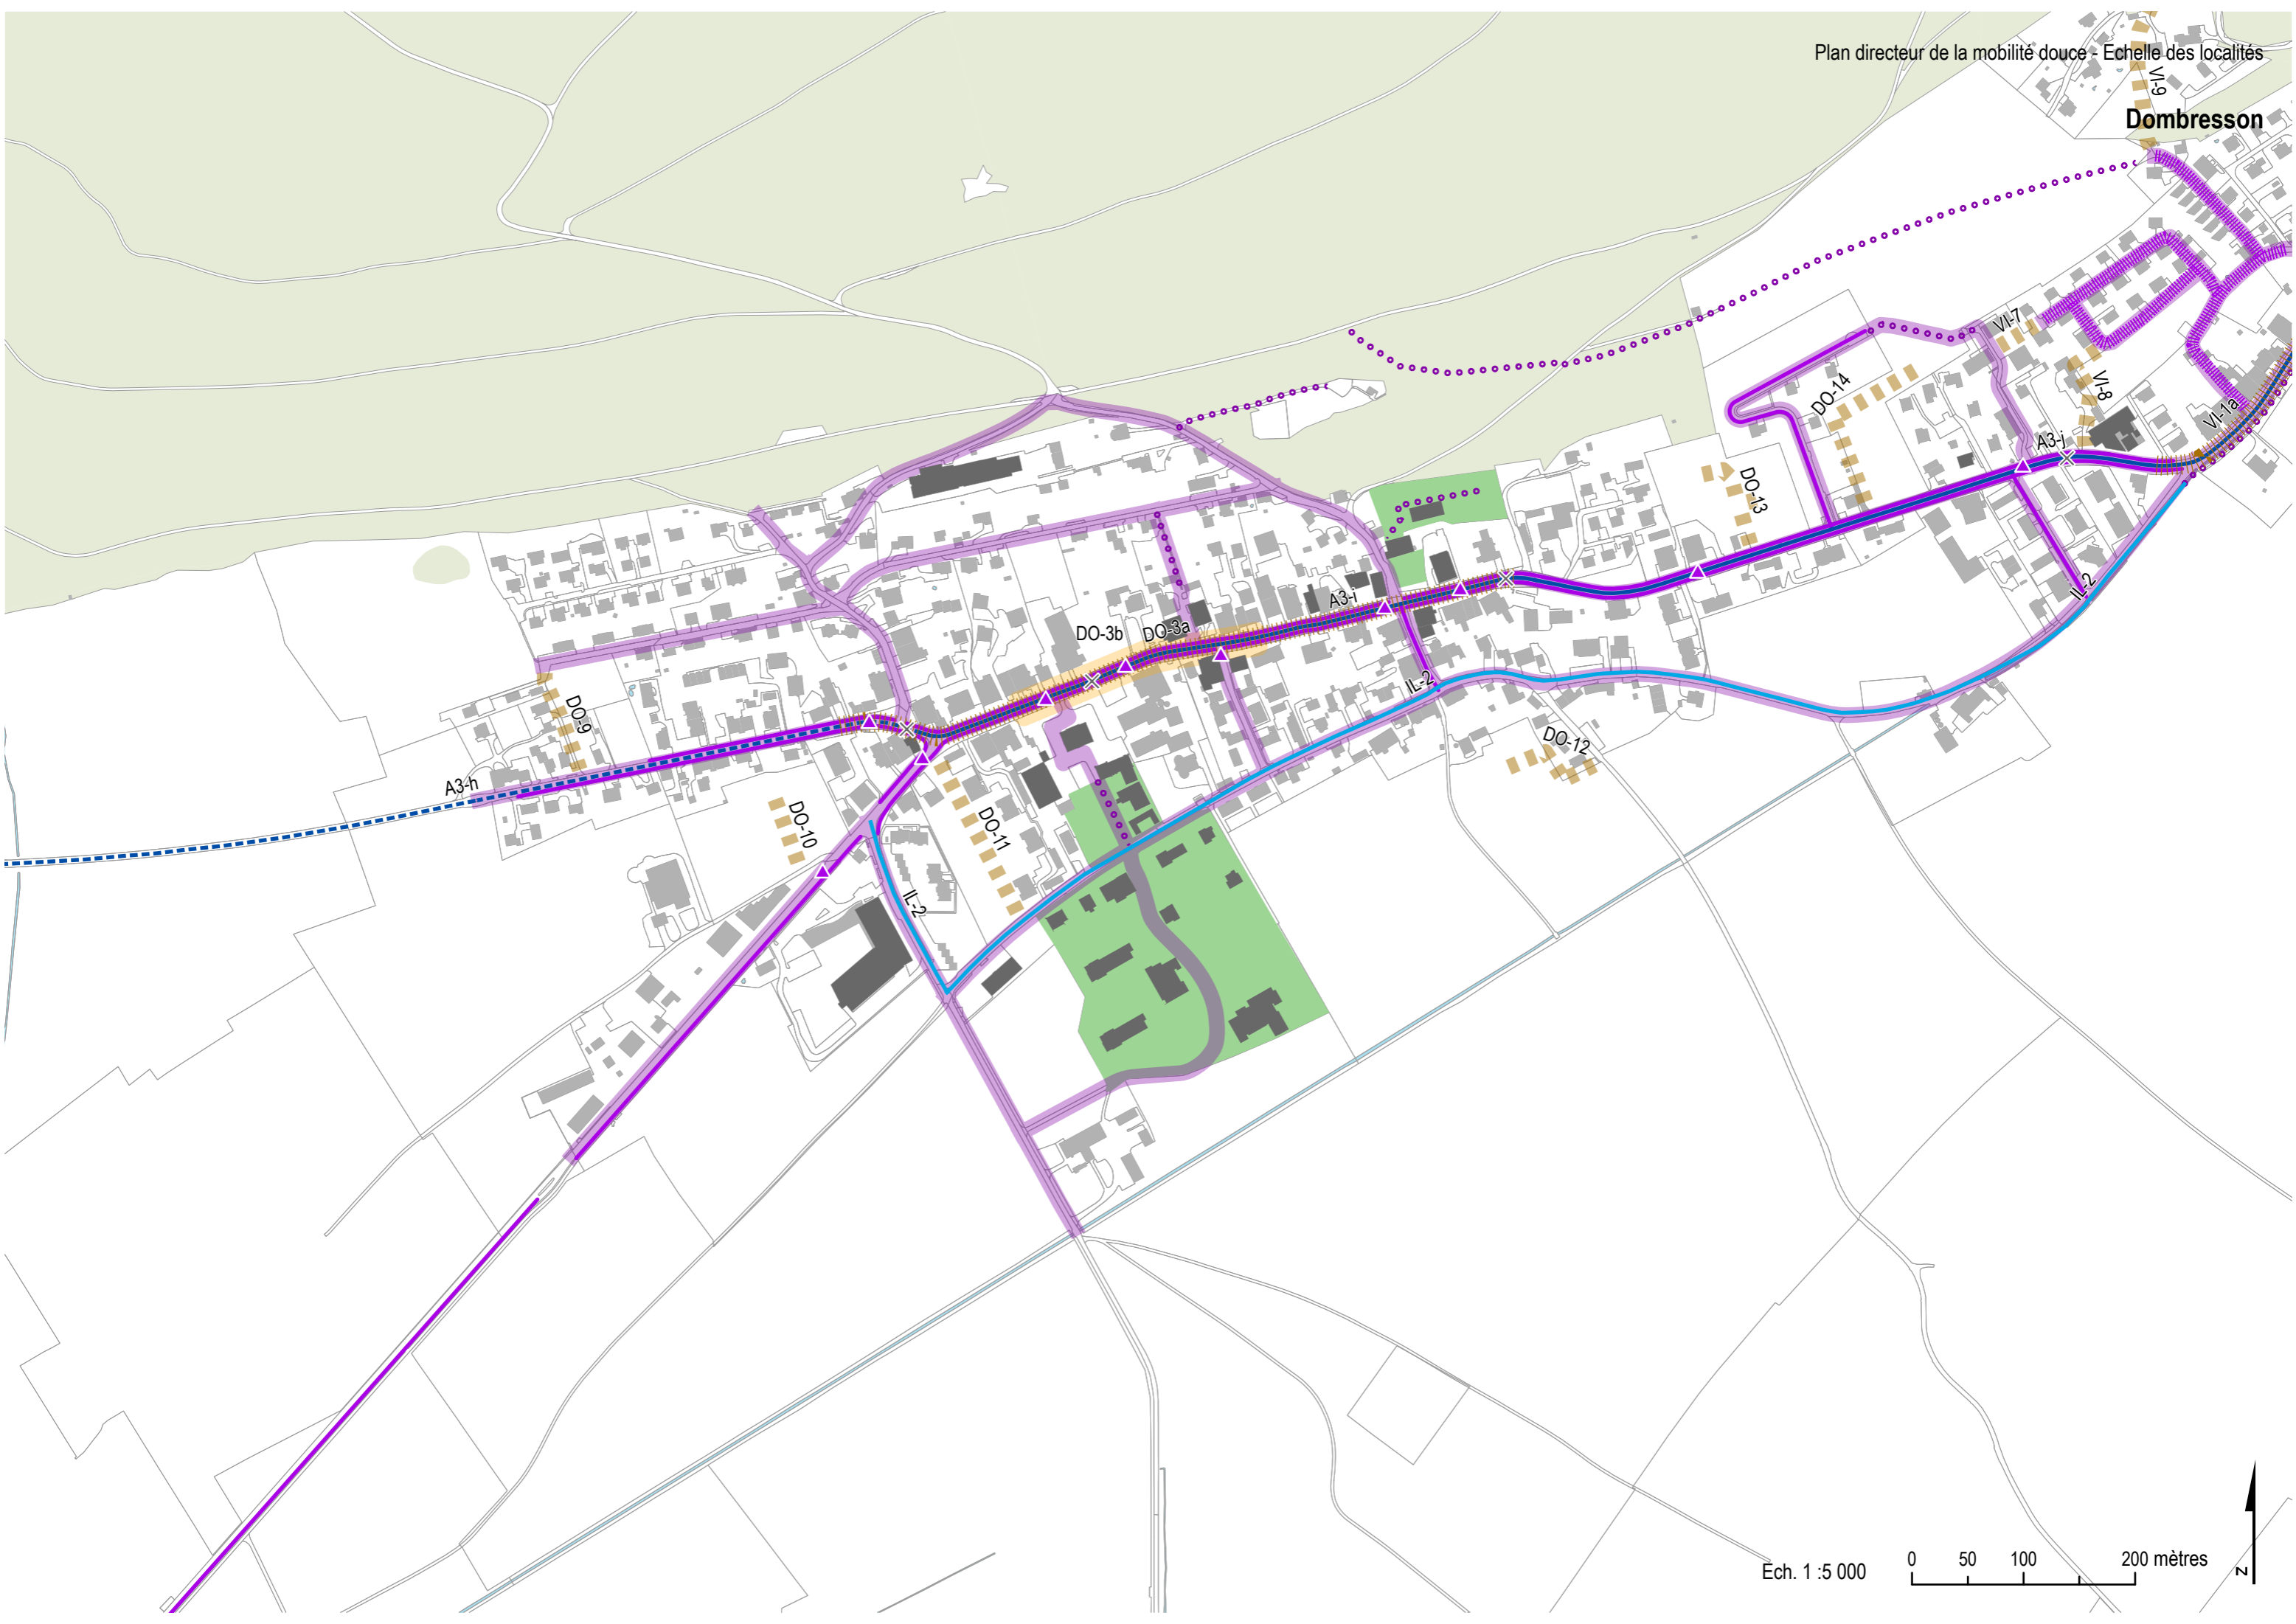 Plan directeur de la mobilité douce - Echelle des localités
VI-9
Dombresson
VI-7
DO-14
VI-8
VI-1a
A3-j
DO-13
IL-2
A3-i
DO-3b
DO-3a
IL-2
DO-9
DO-12
A3-h
DO-10
DO-11
IL-2
Ech. 1 :5 000
0 50 100 200 mètres
N